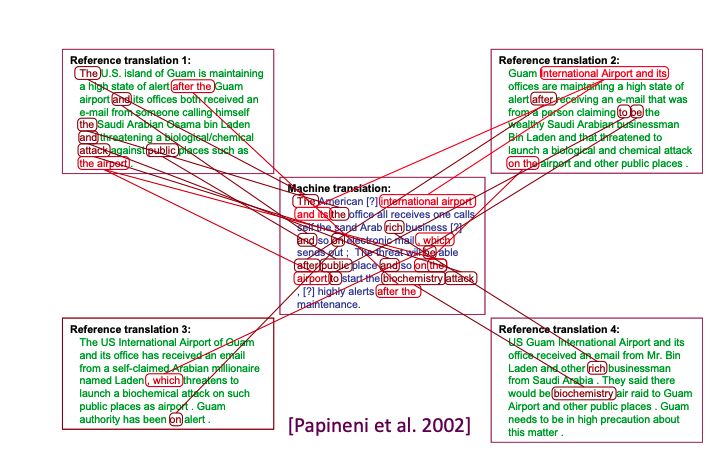 Reference translation 1:
The U.S. island of Guam is maintaining
a high state of alert after the Guam
airport and its offices both received an
e-mail from someone calling himself
the Saudi Arabian Osama bin Laden
and threatening a biological/chemical
attack against public places such as
the airport.
Reference translation 2:
Guam International Airport and its
offices are maintaining a high state of
alert after receiving an e-mail that was
from a person claiming to be the
wealthy Saudi Arabian businessman
Bin Laden and that threatened to
launch a biological and chemical attack
on the airport and other public places .
Machine translation:
The American [?] international airport
and its the office all receives one calls
self the sand Arab rich business [?]
and so on electronic mail , which
sends out ; The threat will be able
after public place and so on the
airport to start the biochemistry attack
, [?] highly alerts after the
maintenance.
Reference translation 3:
The US International Airport of Guam
and its office has received an email
from a self-claimed Arabian millionaire
named Laden , which threatens to
launch a biochemical attack on such
public places as airport . Guam
authority has been on alert .
Reference translation 4:
US Guam International Airport and its
office received an email from Mr. Bin
Laden and other rich businessman
from Saudi Arabia . They said there
would be biochemistry air raid to Guam
Airport and other public places . Guam
needs to be in high precaution about
this matter .
[Papineni et al. 2002]